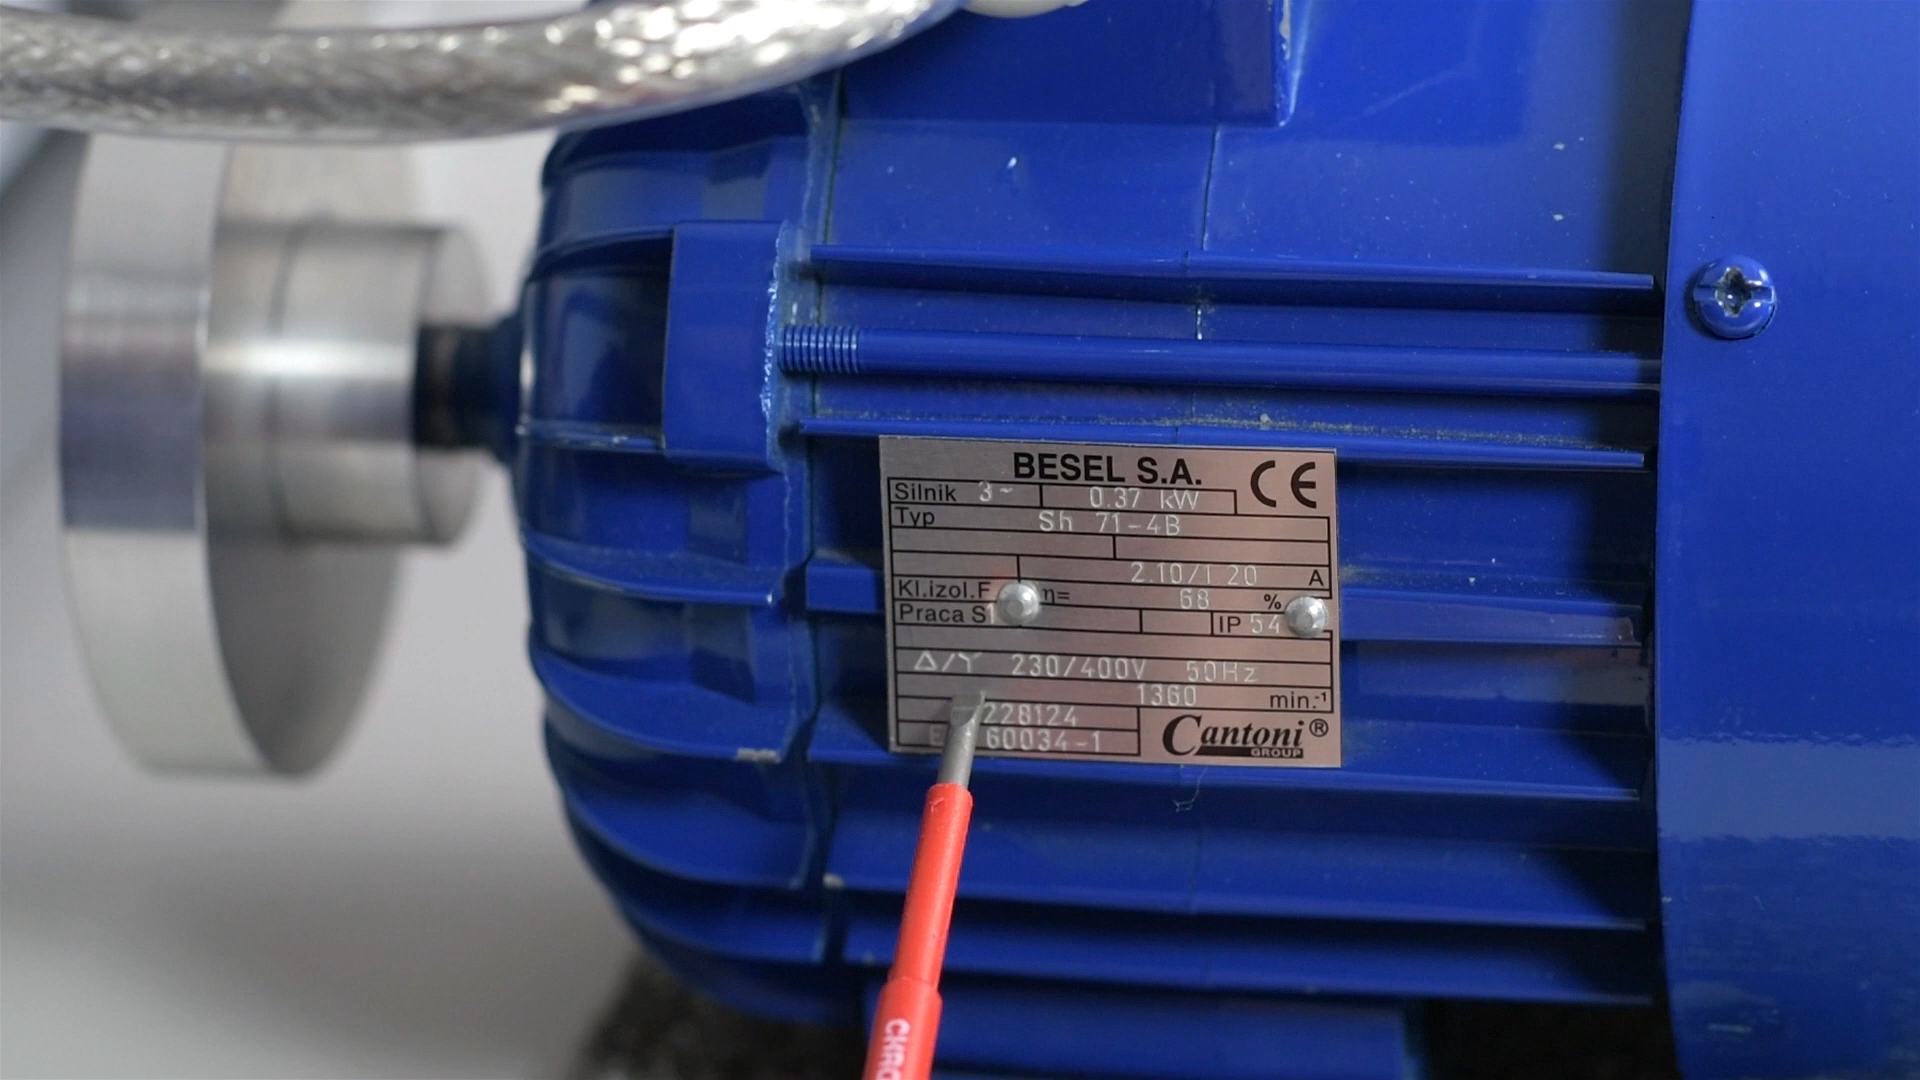 BESEL S.A. CE
Silnik 3~ 0.37 kW
Typ Sh 71-4B
2.10/1.20 A
Kl.izol.F η= 68 %
Praca S1 IP 54
Δ/Y 230/400V 50Hz
1360 min.⁻¹
228124
60034-1
Cantoni®
GROUP